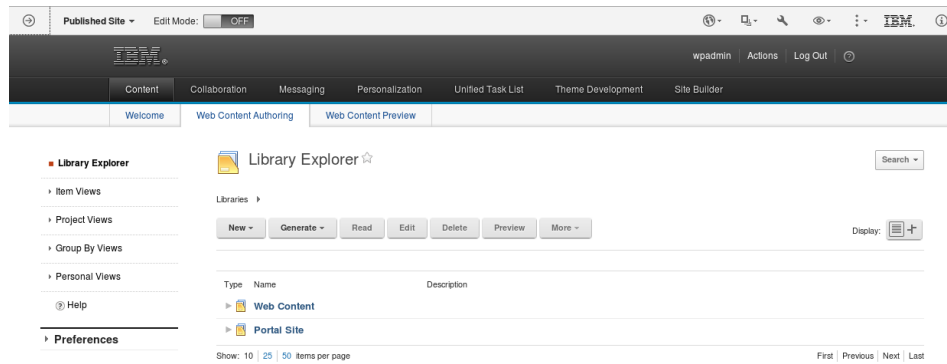 Published Site Edit Mode: OFF IBM.
IBM®
wpadmin Actions Log Out
Content Collaboration Messaging Personalization Unified Task List Theme Development Site Builder
Welcome Web Content Authoring Web Content Preview
Library Explorer
Item Views
Project Views
Group By Views
Personal Views
Help
Preferences
Library Explorer
Search
Libraries
New Generate Read Edit Delete Preview More
Display:
Type Name Description
Web Content
Portal Site
Show: 10 25 50 items per page First Previous Next Last